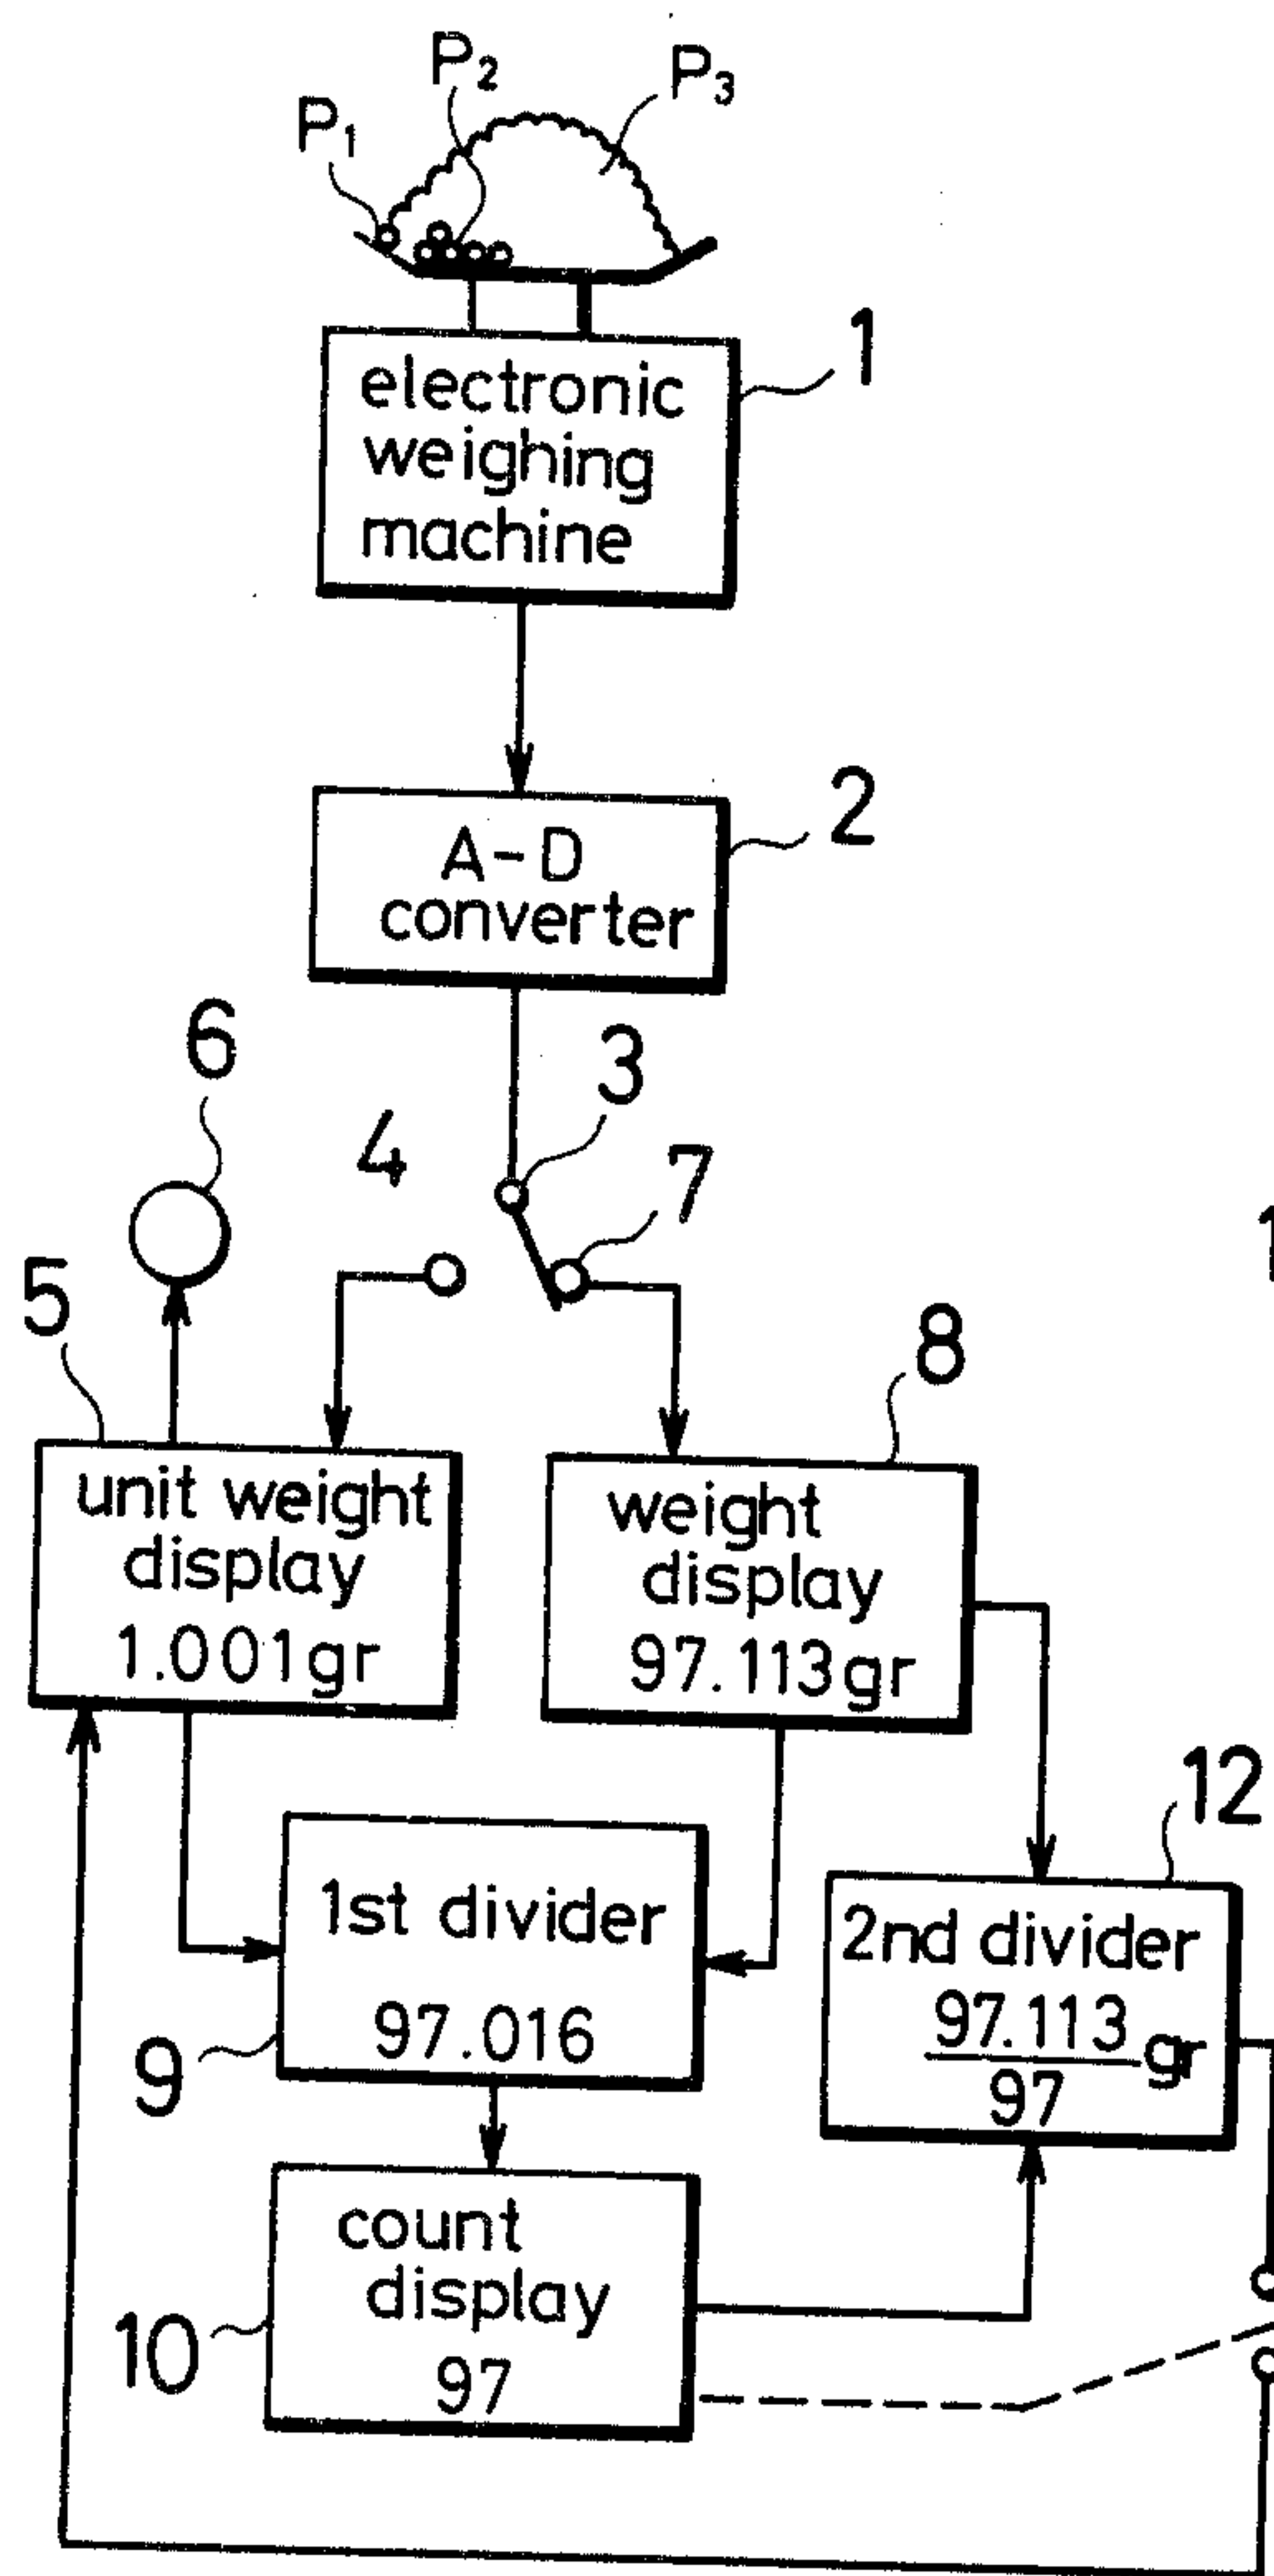 P1
P2
P3
electronic
weighing
machine
1
A-D
converter
2
6
3
4
7
5
8
unit weight
display
1.001gr
weight
display
97.113gr
12
1st divider
97.016
9
2nd divider
97.113
gr
97
count
display
97
10